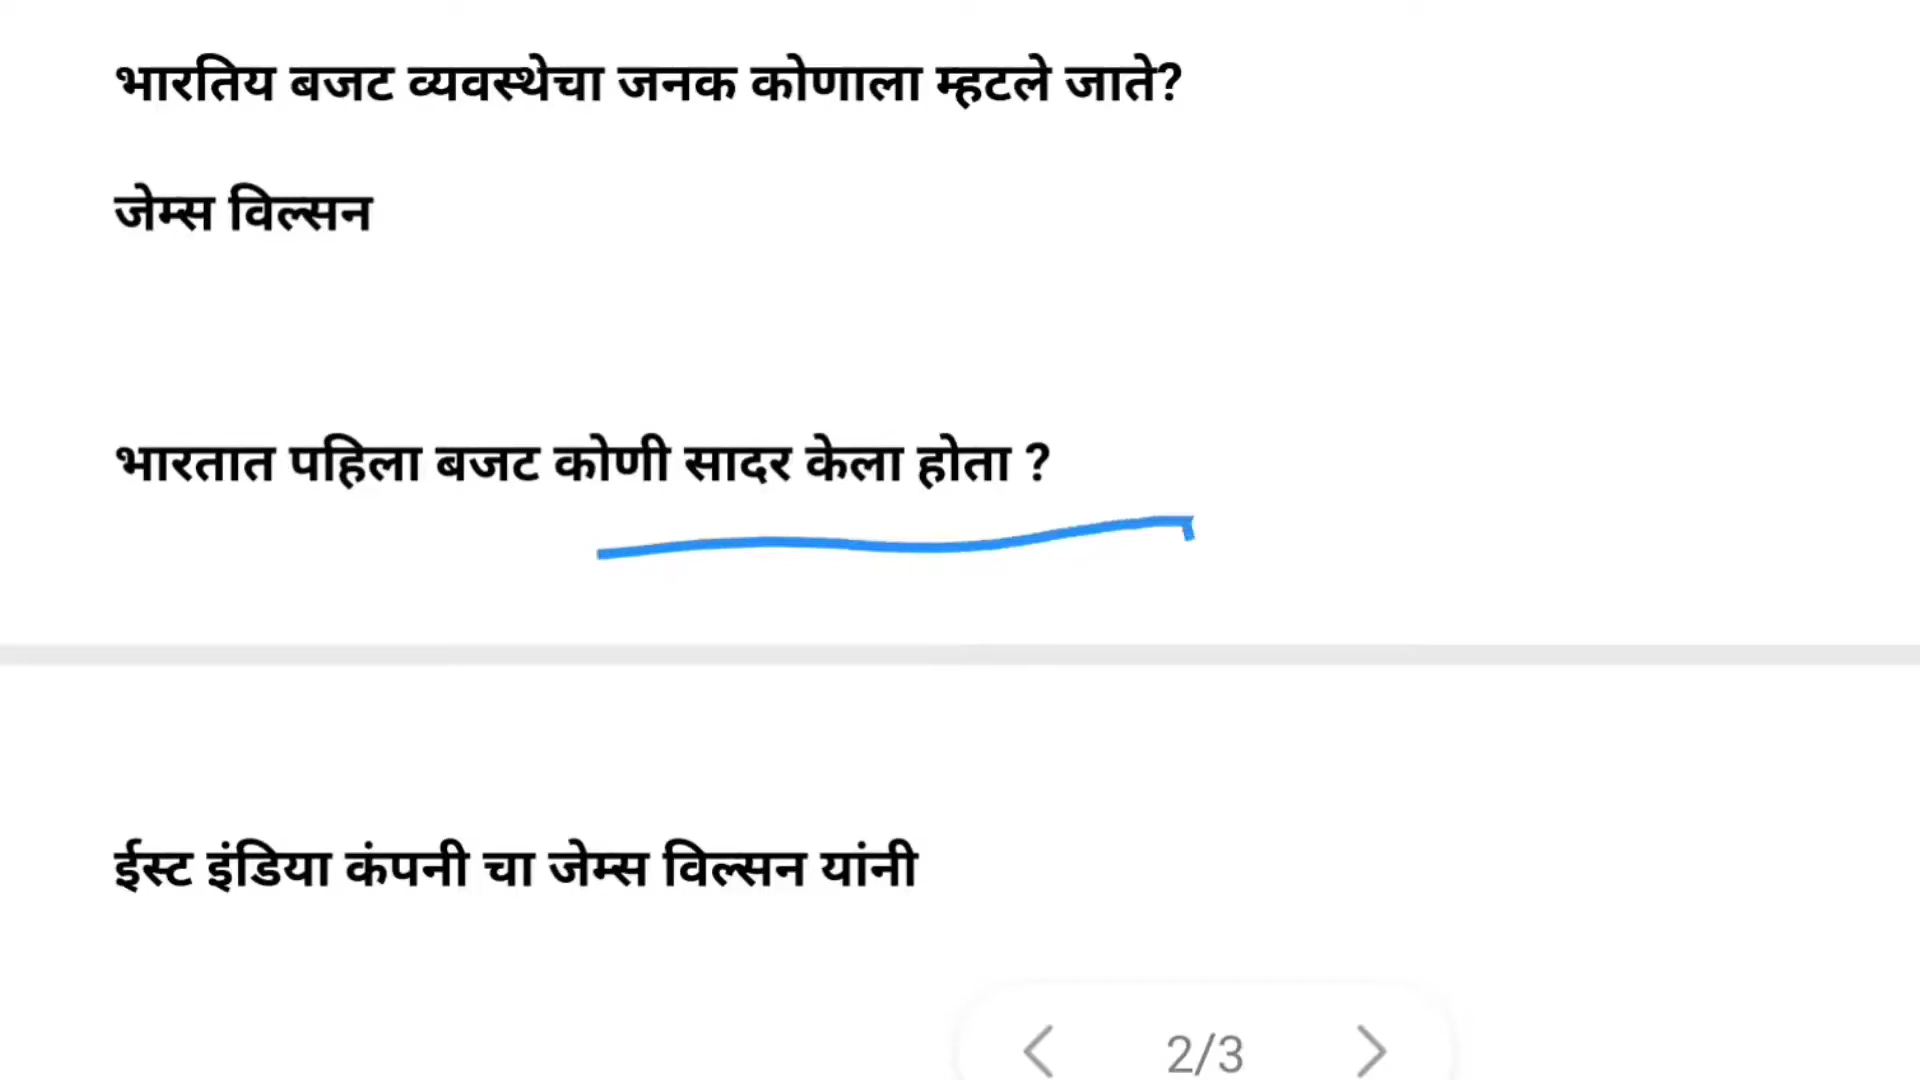 भारतिय बजट व्यवस्थेचा जनक कोणाला म्हटले जाते?
जेम्स विल्सन
भारतात पहिला बजट कोणी सादर केला होता ?
ईस्ट इंडिया कंपनी चा जेम्स विल्सन यांनी
2/3